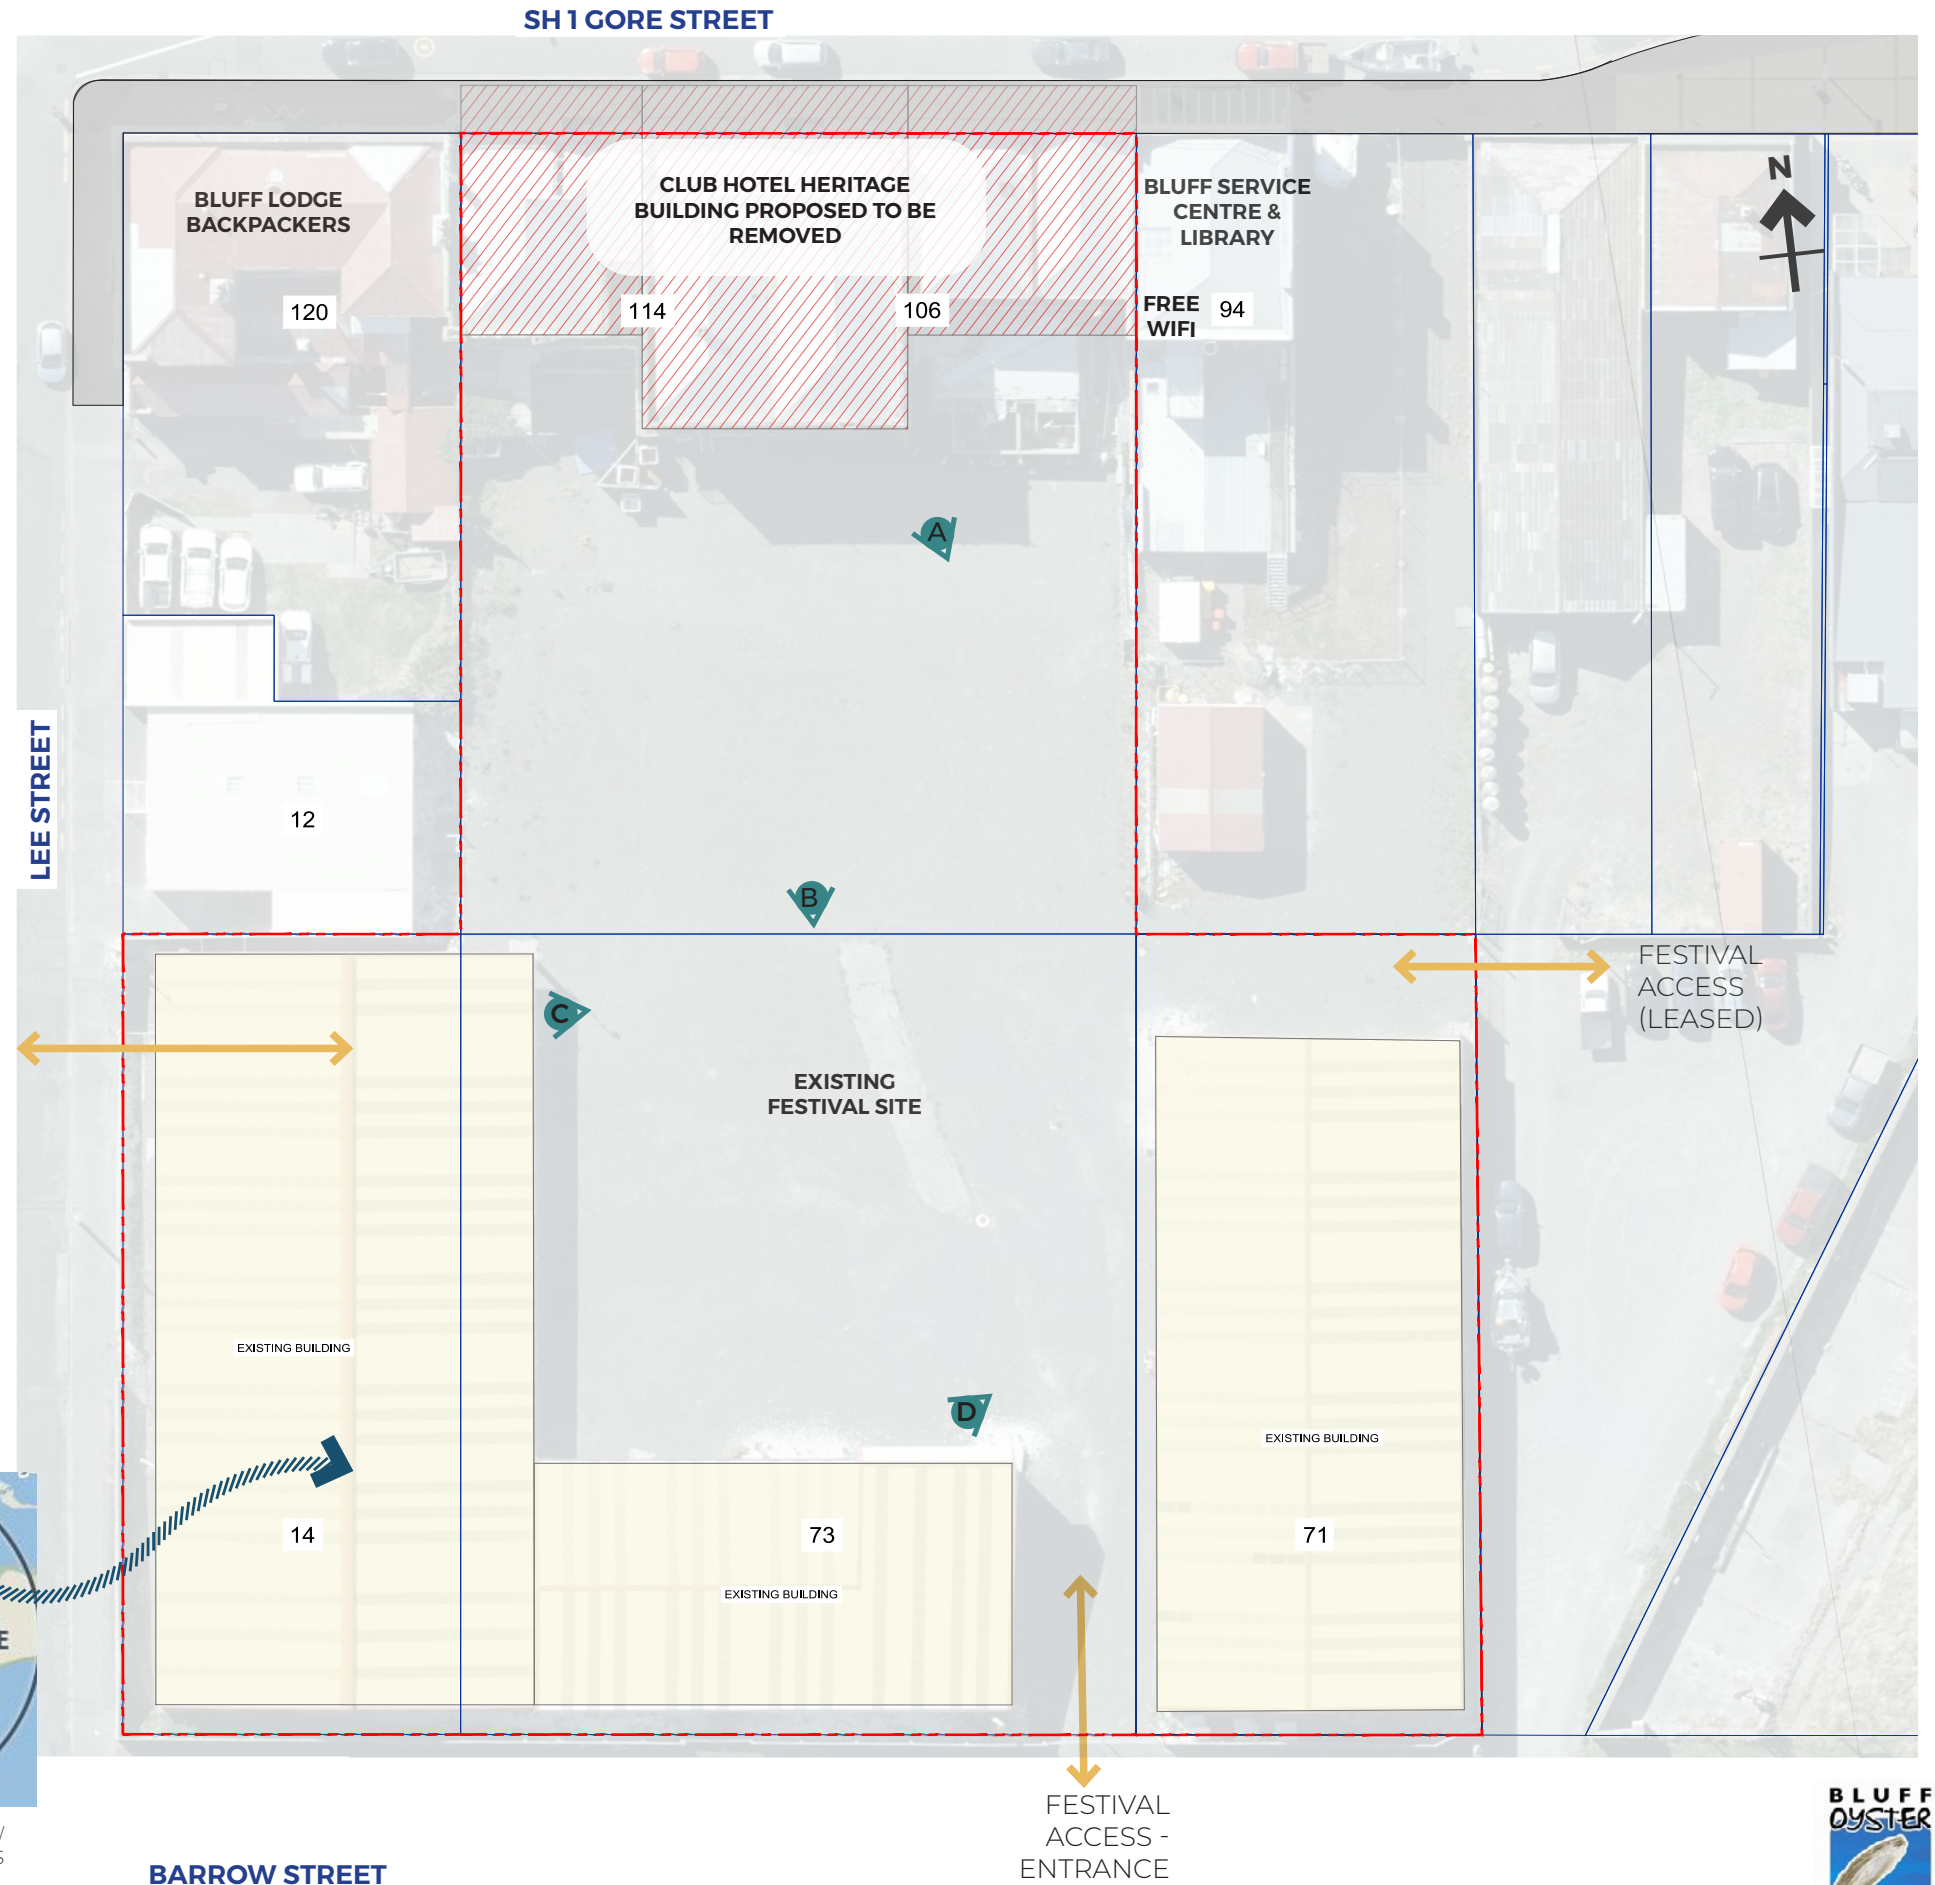 SH 1 GORE STREET
N
BLUFF LODGE
BACKPACKERS
CLUB HOTEL HERITAGE
BUILDING PROPOSED TO BE
REMOVED
BLUFF SERVICE
CENTRE &
LIBRARY
120
114
106
FREE
WIFI
94
A
LEE STREET
12
B
FESTIVAL
ACCESS
(LEASED)
C
EXISTING
FESTIVAL SITE
EXISTING BUILDING
D
EXISTING BUILDING
14
73
71
EXISTING BUILDING
E
FESTIVAL
ACCESS -
ENTRANCE
BARROW STREET
BLUFF
OYSTER